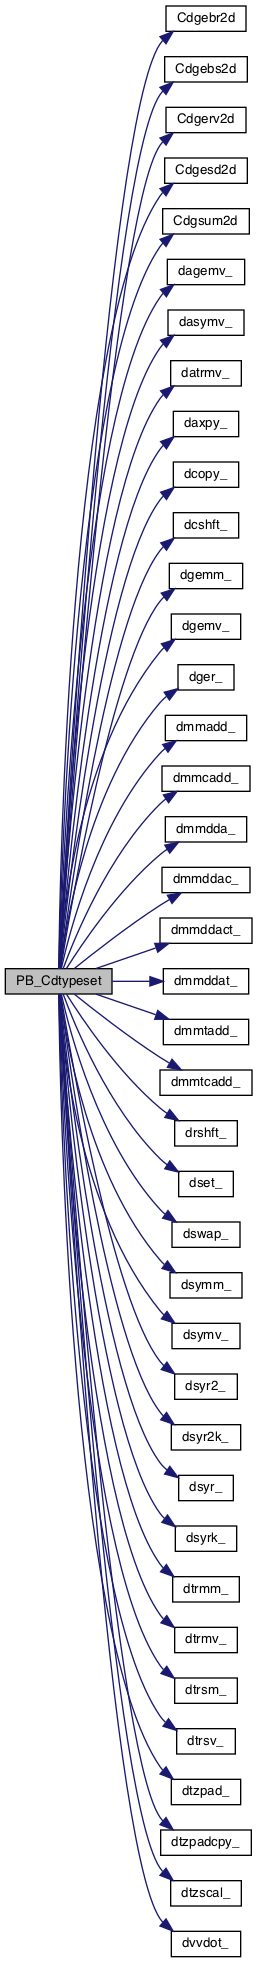 Cdgebr2d
Cdgebs2d
Cdgerv2d
Cdgesd2d
Cdgsum2d
dagemv_
dasymv_
datrmv_
daxpy_
dcopy_
dcshft_
dgemm_
dgemv_
dger_
dmmadd_
dmmcadd_
dmmdda_
dmmddac_
dmmddact_
PB_Cdtypeset
dmmddat_
dmmtadd_
dmmtcadd_
drshft_
dset_
dswap_
dsymm_
dsymv_
dsyr2_
dsyr2k_
dsyr_
dsyrk_
dtrmm_
dtrmv_
dtrsm_
dtrsv_
dtzpad_
dtzpadcpy_
dtzscal_
dvvdot_